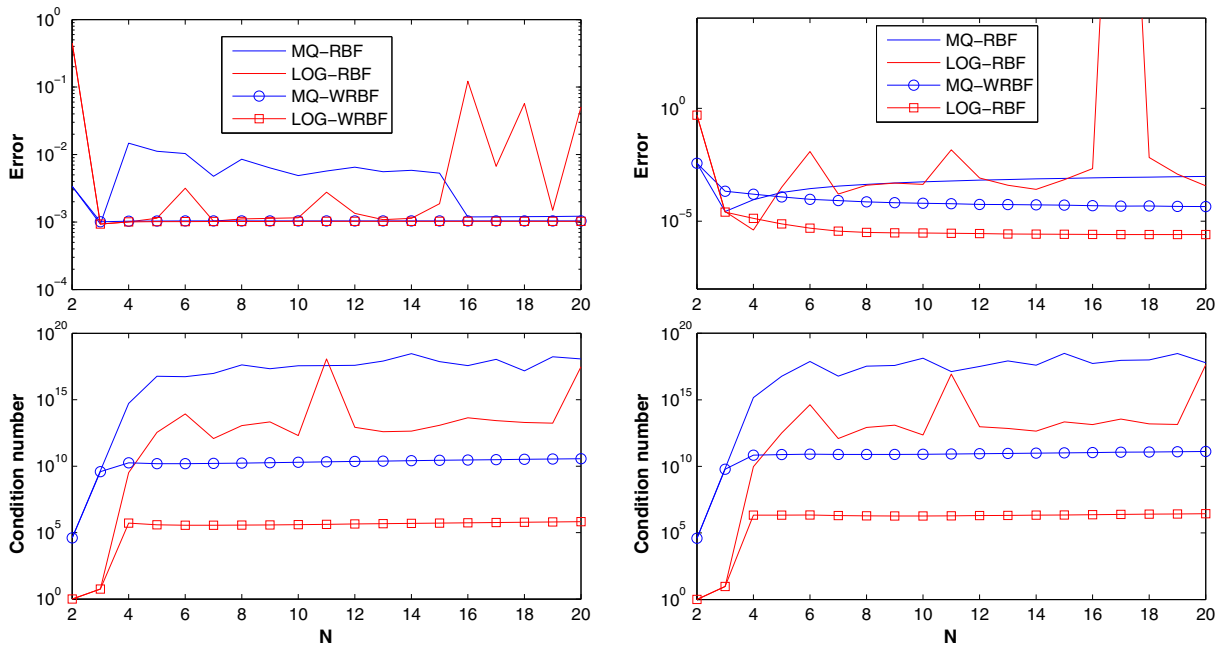 10^0
10^−1
10^−2
10^−3
10^−4
Error
MQ−RBF
LOG−RBF
MQ−WRBF
LOG−WRBF
2 4 6 8 10 12 14 16 18 20
10^0
10^−5
Error
MQ−RBF
LOG−RBF
MQ−WRBF
LOG−RBF
2 4 6 8 10 12 14 16 18 20
10^20
10^15
10^10
10^5
10^0
Condition number
2 4 6 8 10 12 14 16 18 20
N
10^20
10^15
10^10
10^5
10^0
Condition number
2 4 6 8 10 12 14 16 18 20
N